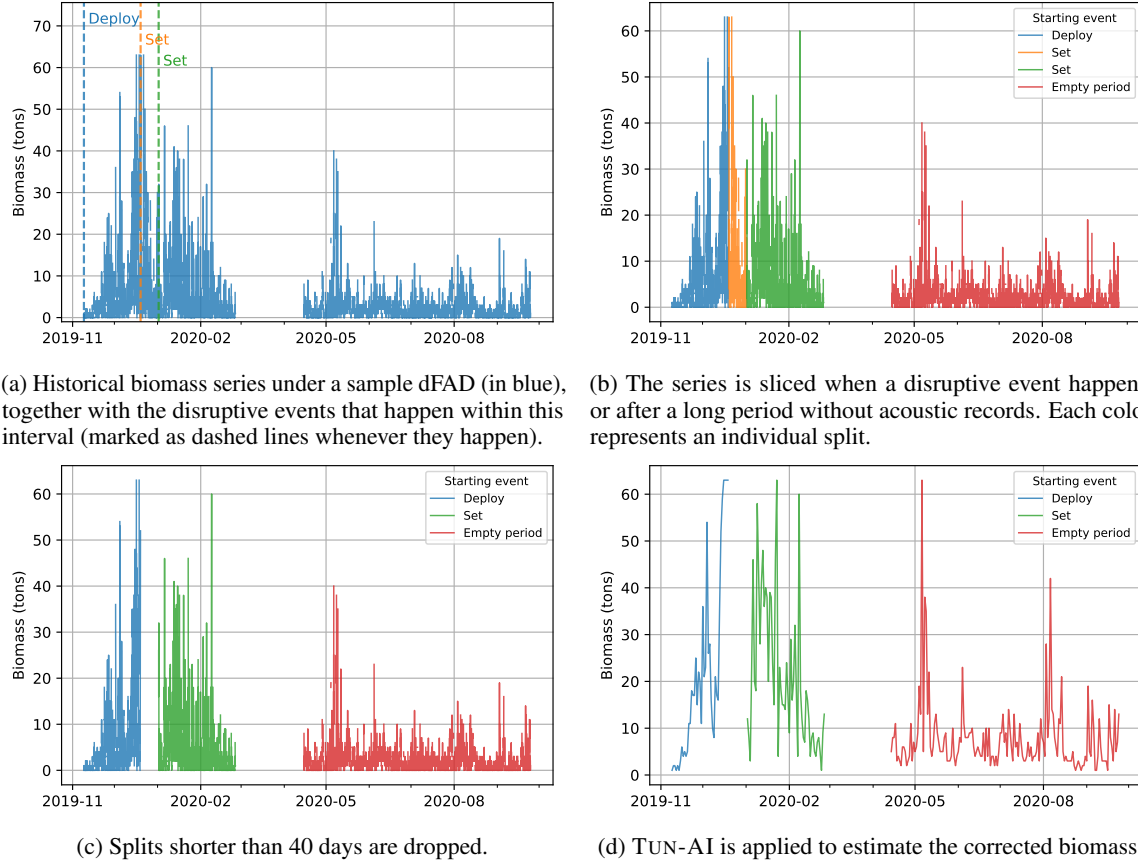 Deploy
Set
Set
70
60
50
40
30
20
10
0
Biomass (tons)
2019-11
2020-02
2020-05
2020-08
(a) Historical biomass series under a sample dFAD (in blue),
together with the disruptive events that happen within this
interval (marked as dashed lines whenever they happen).
Starting event
Deploy
Set
Set
Empty period
60
50
40
30
20
10
0
Biomass (tons)
2019-11
2020-02
2020-05
2020-08
(b) The series is sliced when a disruptive event happen
or after a long period without acoustic records. Each colo
represents an individual split.
Starting event
Deploy
Set
Empty period
60
50
40
30
20
10
0
Biomass (tons)
2019-11
2020-02
2020-05
2020-08
(c) Splits shorter than 40 days are dropped.
Starting event
Deploy
Set
Empty period
60
50
40
30
20
10
0
Biomass (tons)
2019-11
2020-02
2020-05
2020-08
(d) TUN-AI is applied to estimate the corrected biomass